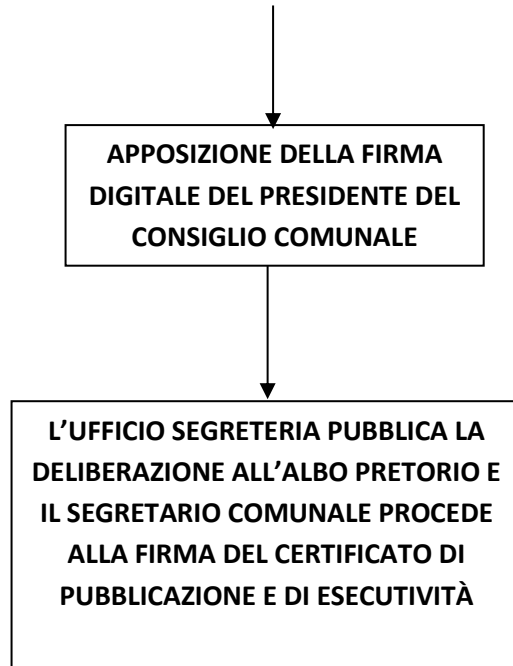 APPOSIZIONE DELLA FIRMA
DIGITALE DEL PRESIDENTE DEL
CONSIGLIO COMUNALE
L’UFFICIO SEGRETERIA PUBBLICA LA
DELIBERAZIONE ALL’ALBO PRETORIO E
IL SEGRETARIO COMUNALE PROCEDE
ALLA FIRMA DEL CERTIFICATO DI
PUBBLICAZIONE E DI ESECUTIVITÀ